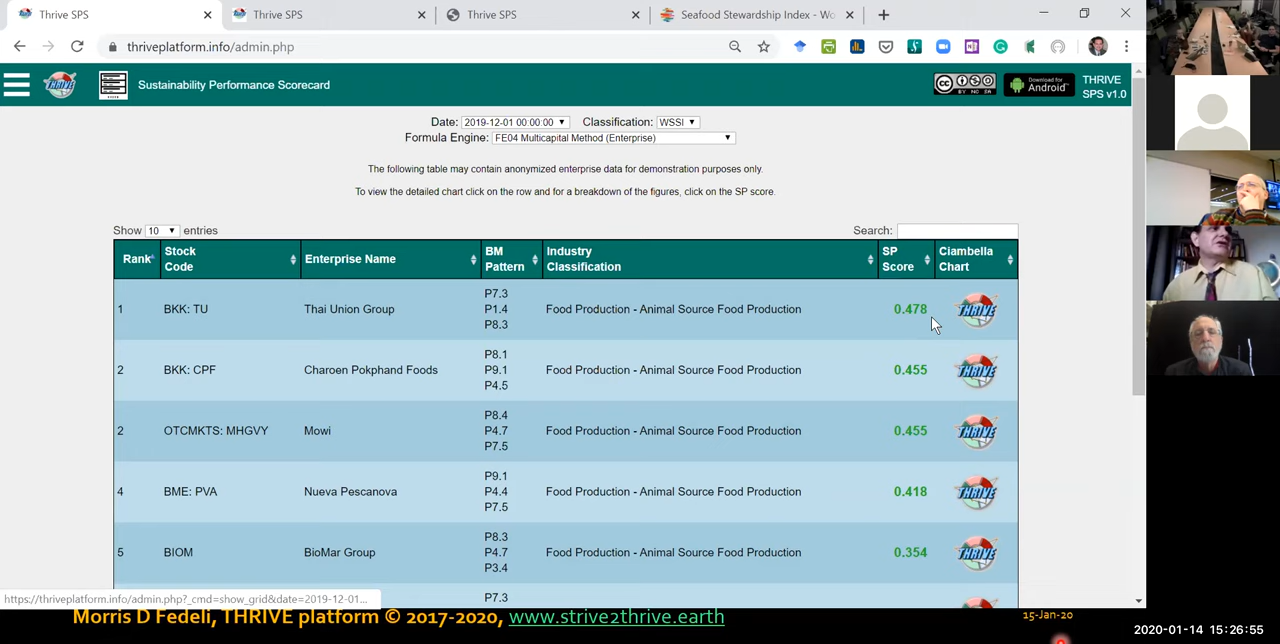 Thrive SPS
Thrive SPS
Thrive SPS
Seafood Stewardship Index - Wo
thriveplatform.info/admin.php
THRIVE
Sustainability Performance Scorecard
Download for
Android
THRIVE
SPS v1.0
Date: 2019-12-01 00:00:00 Classification: WSSI
Formula Engine: FE04 Multicapital Method (Enterprise)
The following table may contain anonymized enterprise data for demonstration purposes only.
To view the detailed chart click on the row and for a breakdown of the figures, click on the SP score.
Show 10 entries
Search:
Rank Stock Code Enterprise Name BM Pattern Industry Classification SP Score Ciambella Chart
1 BKK: TU Thai Union Group P7.3 P1.4 P8.3 Food Production - Animal Source Food Production 0.478 THRIVE
2 BKK: CPF Charoen Pokphand Foods P8.1 P9.1 P4.5 Food Production - Animal Source Food Production 0.455 THRIVE
2 OTCMKTS: MHGVY Mowi P8.4 P4.7 P7.5 Food Production - Animal Source Food Production 0.455 THRIVE
4 BME: PVA Nueva Pescanova P9.1 P4.4 P7.5 Food Production - Animal Source Food Production 0.418 THRIVE
5 BIOM BioMar Group P8.3 P4.7 P3.4 Food Production - Animal Source Food Production 0.354 THRIVE
P7.3
https://thriveplatform.info/admin.php?_cmd=show_grid&date=2019-12-01...
Morris D Fedeli, THRIVE platform © 2017-2020, www.strive2thrive.earth
15-Jan-20
2020-01-14 15:26:55